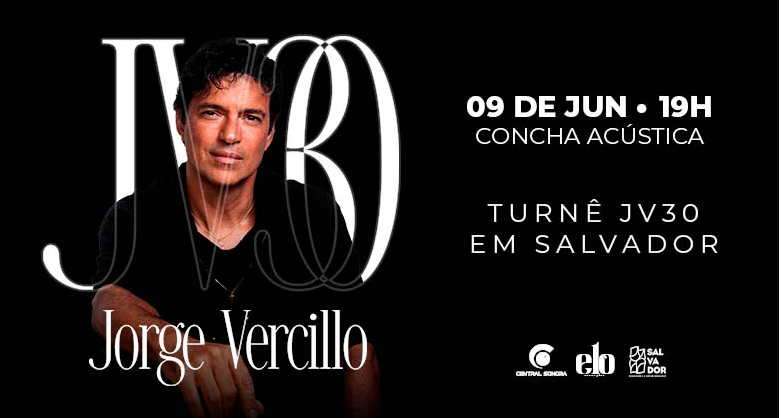 JV30
Jorge Vercillo
09 DE JUN • 19H
CONCHA ACÚSTICA
TURNÊ JV30
EM SALVADOR
CENTRAL SONORA
elo
SAL
VA
DOR